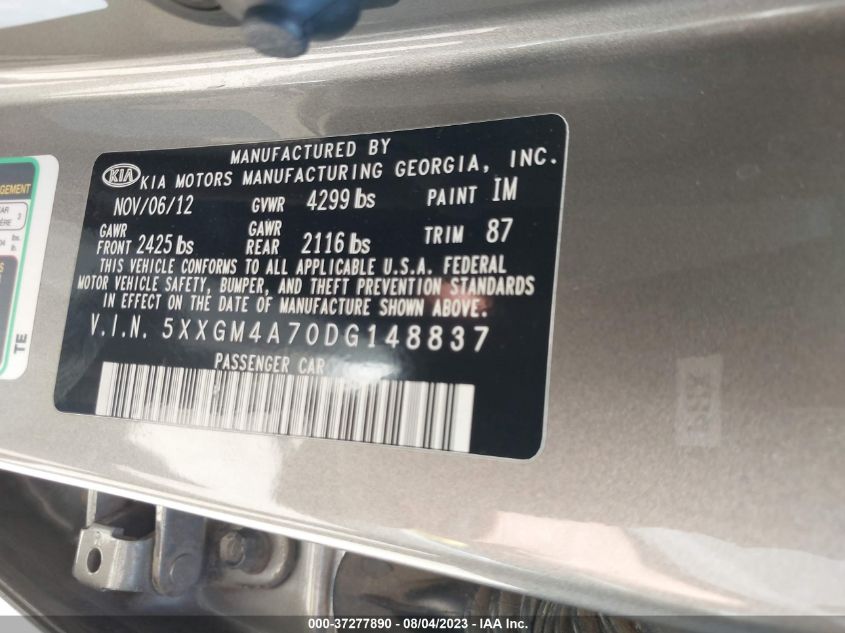 MANUFACTURED BY
KIA KIA MOTORS MANUFACTURING GEORGIA, INC.
NOV/06/12 GVWR 4299 lbs PAINT IM
GAWR FRONT 2425 lbs GAWR REAR 2116 lbs TRIM 87
THIS VEHICLE CONFORMS TO ALL APPLICABLE U.S.A. FEDERAL
MOTOR VEHICLE SAFETY, BUMPER, AND THEFT PREVENTION STANDARDS
IN EFFECT ON THE DATE OF MANUFACTURE SHOWN ABOVE.
V.I.N. 5XXGM4A70DG148837
PASSENGER CAR
TE
000-37277890 - 08/04/2023 - IAA Inc.